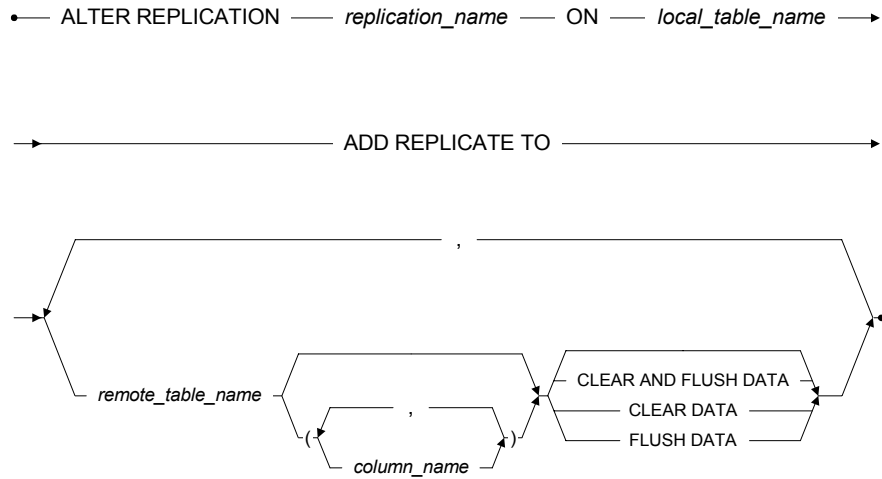 ALTER REPLICATION replication_name ON local_table_name
ADD REPLICATE TO
,
remote_table_name
CLEAR AND FLUSH DATA
CLEAR DATA
FLUSH DATA
( , )
column_name